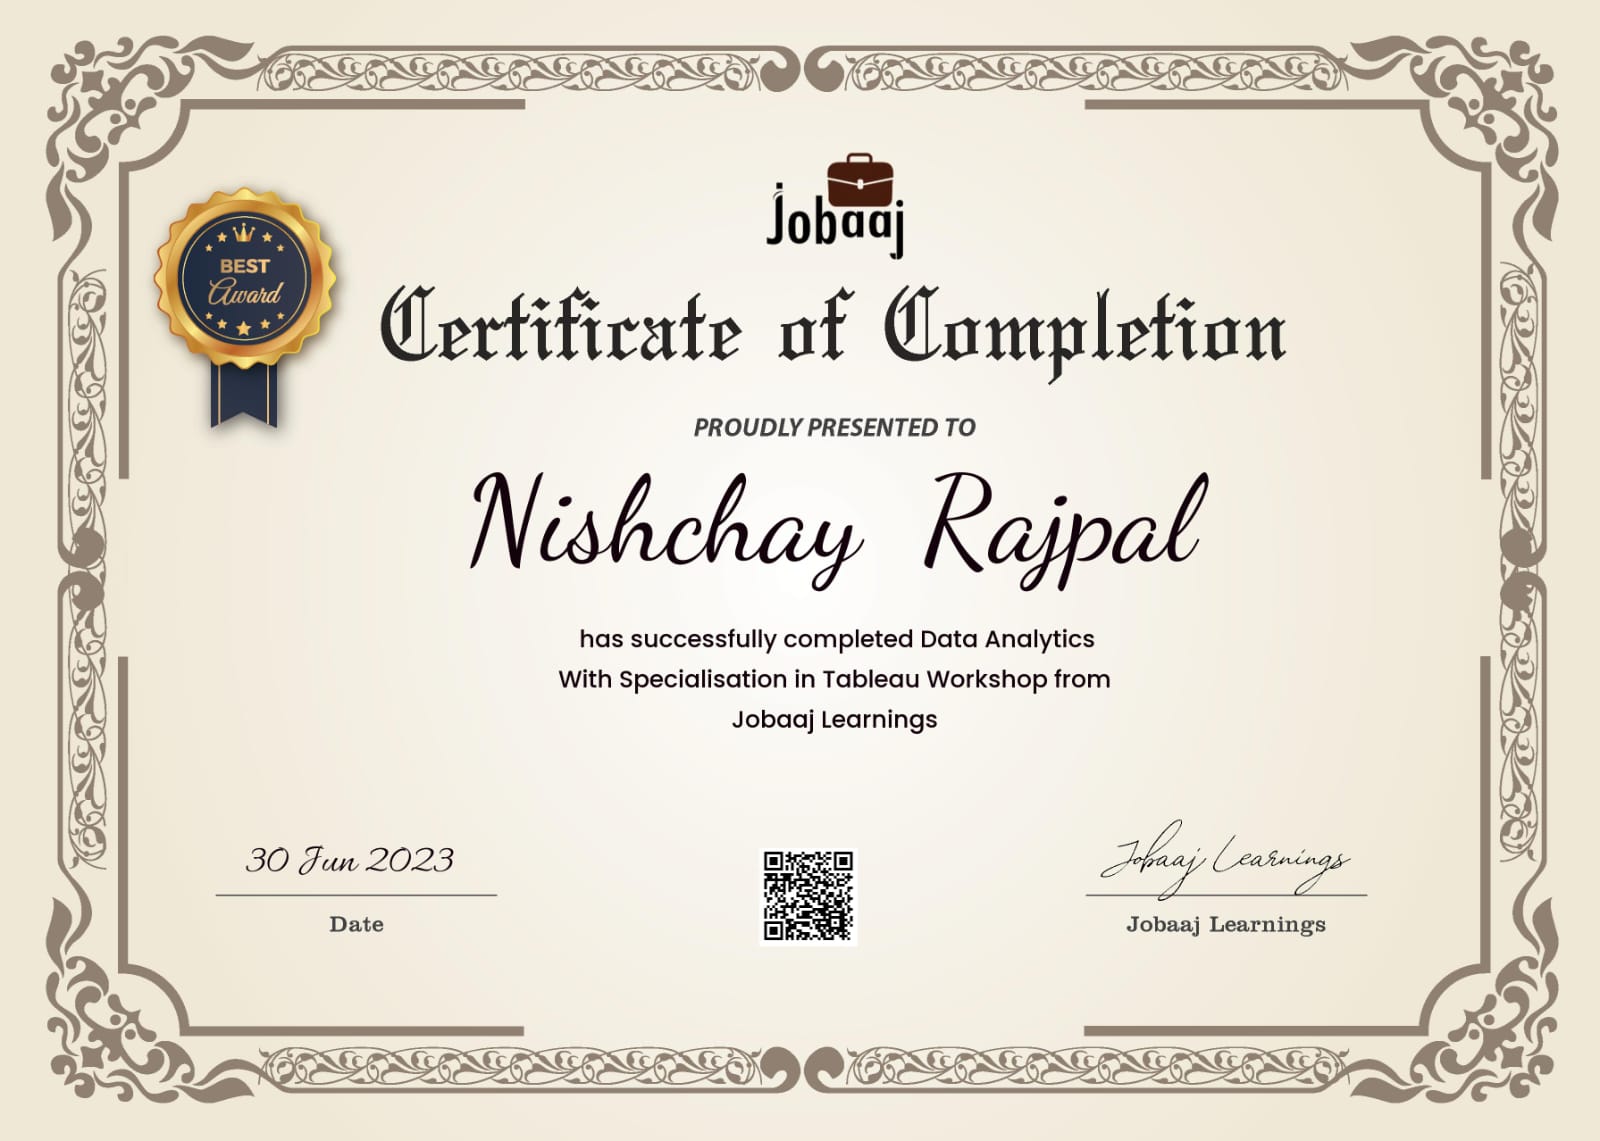 Jobaaj
BEST
Award
Certificate of Completion
PROUDLY PRESENTED TO
Nishchay Rajpal
has successfully completed Data Analytics
With Specialisation in Tableau Workshop from
Jobaaj Learnings
30 Jun 2023
Date
Jobaaj Learnings
Jobaaj Learnings